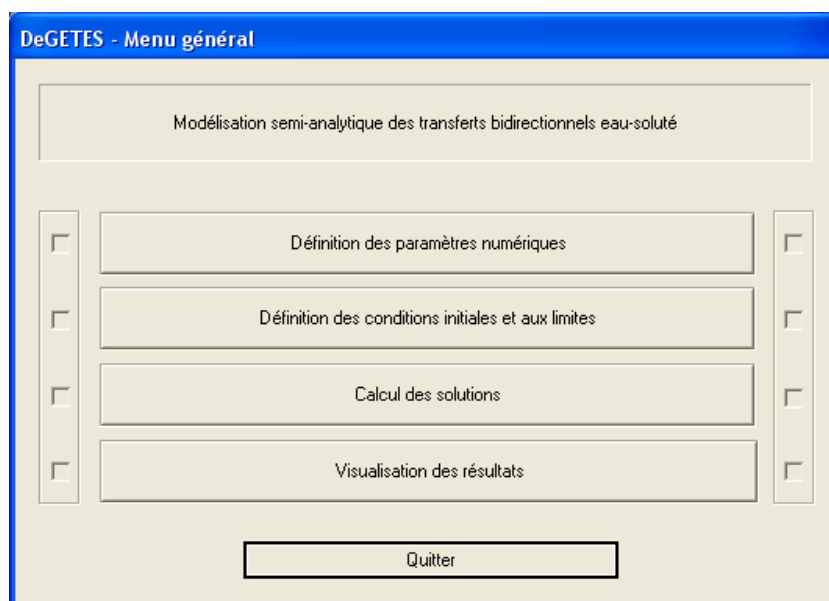 DeGETES - Menu général
Modélisation semi-analytique des transferts bidirectionnels eau-soluté
Définition des paramètres numériques
Définition des conditions initiales et aux limites
Calcul des solutions
Visualisation des résultats
Quitter